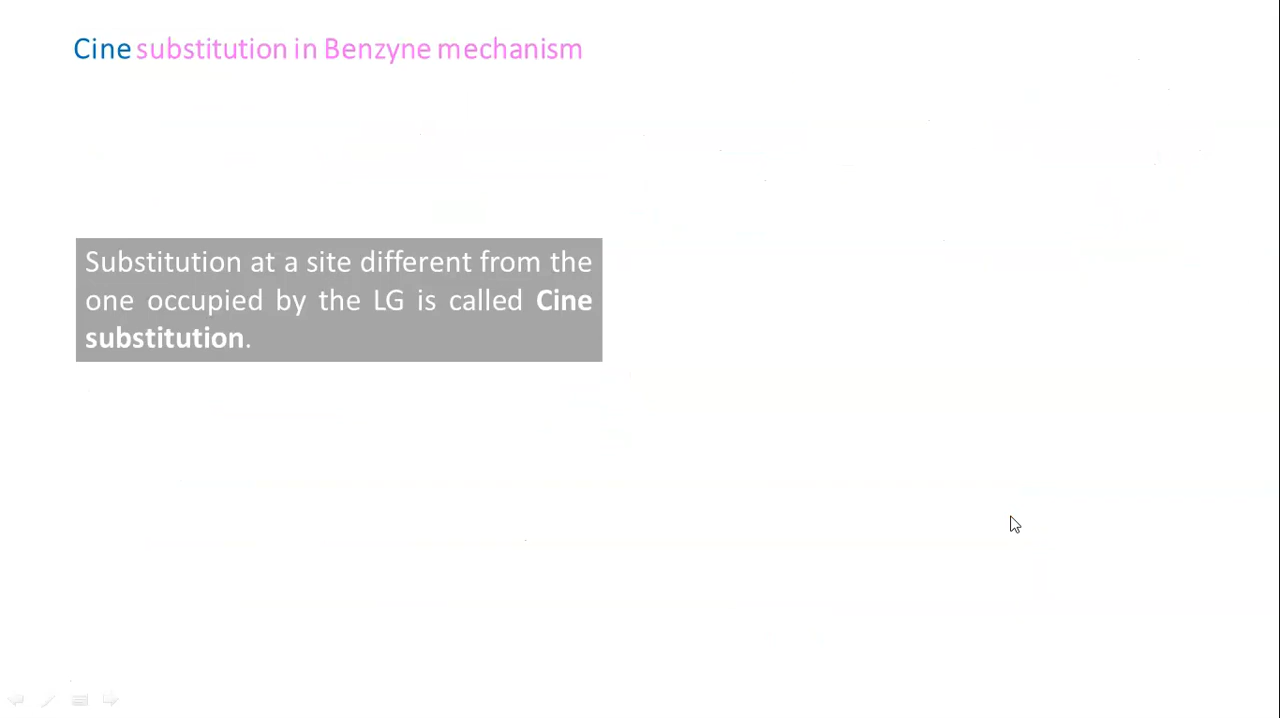 Cine substitution in Benzyne mechanism
Substitution at a site different from the
one occupied by the LG is called Cine
substitution.